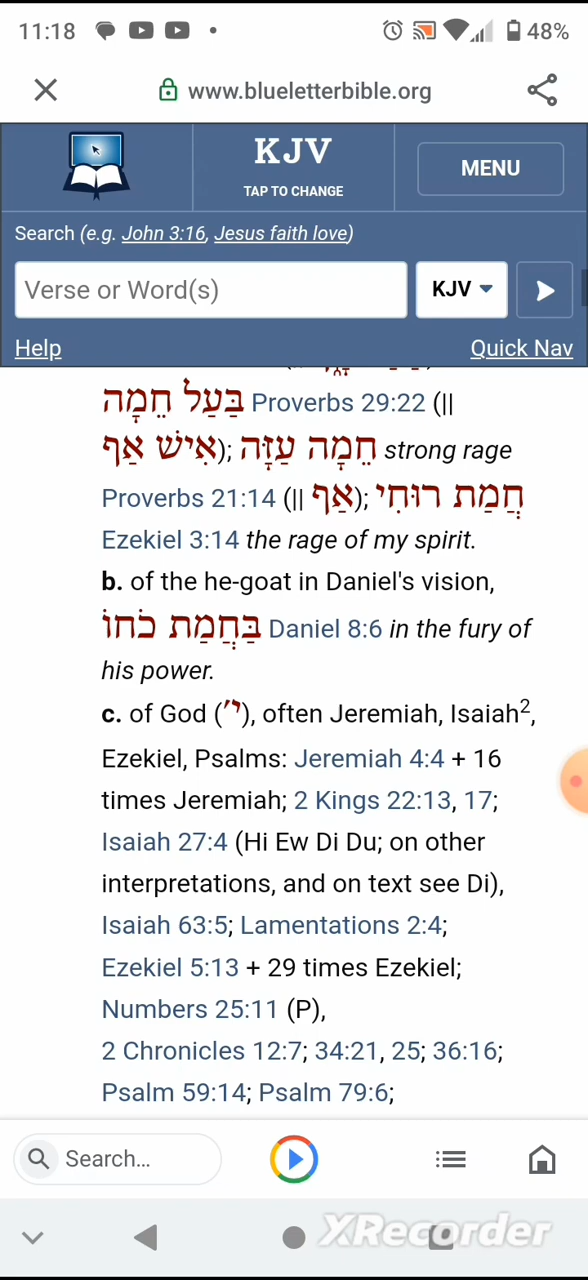 11:18
48%
www.blueletterbible.org
KJV
TAP TO CHANGE
MENU
Search (e.g. John 3:16, Jesus faith love)
Verse or Word(s)
KJV
Help
Quick Nav
בַּעַל חֵמָה Proverbs 29:22 (||
אִישׁ אַף); חֵמָה עַזָּה strong rage
Proverbs 21:14 (|| אַף); חֲמַת רוּחִי
Ezekiel 3:14 the rage of my spirit.
b. of the he-goat in Daniel's vision,
בַּחֲמַת כֹּחוֹ Daniel 8:6 in the fury of
his power.
c. of God (י׳), often Jeremiah, Isaiah², 
Ezekiel, Psalms: Jeremiah 4:4 + 16
times Jeremiah; 2 Kings 22:13, 17;
Isaiah 27:4 (Hi Ew Di Du; on other
interpretations, and on text see Di),
Isaiah 63:5; Lamentations 2:4;
Ezekiel 5:13 + 29 times Ezekiel;
Numbers 25:11 (P),
2 Chronicles 12:7; 34:21, 25; 36:16;
Psalm 59:14; Psalm 79:6;
Search...
XRecorder